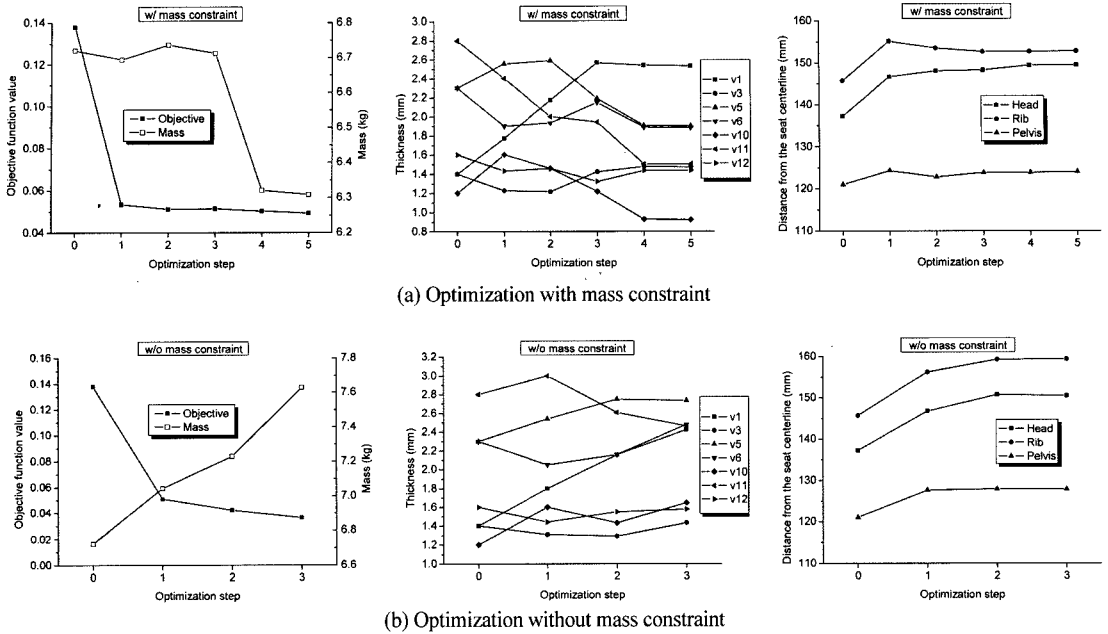 w/ mass constraint
Objective function value
0.14
0.12
0.10
0.08
0.06
0.04
Objective
Mass
6.8
6.7
6.6
6.5
6.4
6.3
6.2
Mass (kg)
0 1 2 3 4 5
Optimization step
w/ mass constraint
Thickness (mm)
3.0
2.8
2.6
2.4
2.2
2.0
1.8
1.6
1.4
1.2
1.0
0.8
v1
v3
v5
v6
v10
v11
v12
0 1 2 3 4 5
Optimization step
w/ mass constraint
Distance from the seat centerline (mm)
160
150
140
130
120
110
Head
Rib
Pelvis
0 1 2 3 4 5
Optimization step
(a) Optimization with mass constraint
w/o mass constraint
Objective function value
0.16
0.14
0.12
0.10
0.08
0.06
0.04
0.02
0.00
Objective
Mass
7.8
7.6
7.4
7.2
7.0
6.8
6.6
Mass (kg)
0 1 2 3
Optimization step
w/o mass constraint
Thickness (mm)
3.2
3.0
2.8
2.6
2.4
2.2
2.0
1.8
1.6
1.4
1.2
1.0
v1
v3
v5
v6
v10
v11
v12
0 1 2 3
Optimization step
w/o mass constraint
Distance from the seat centerline (mm)
160
150
140
130
120
110
Head
Rib
Pelvis
0 1 2 3
Optimization step
(b) Optimization without mass constraint